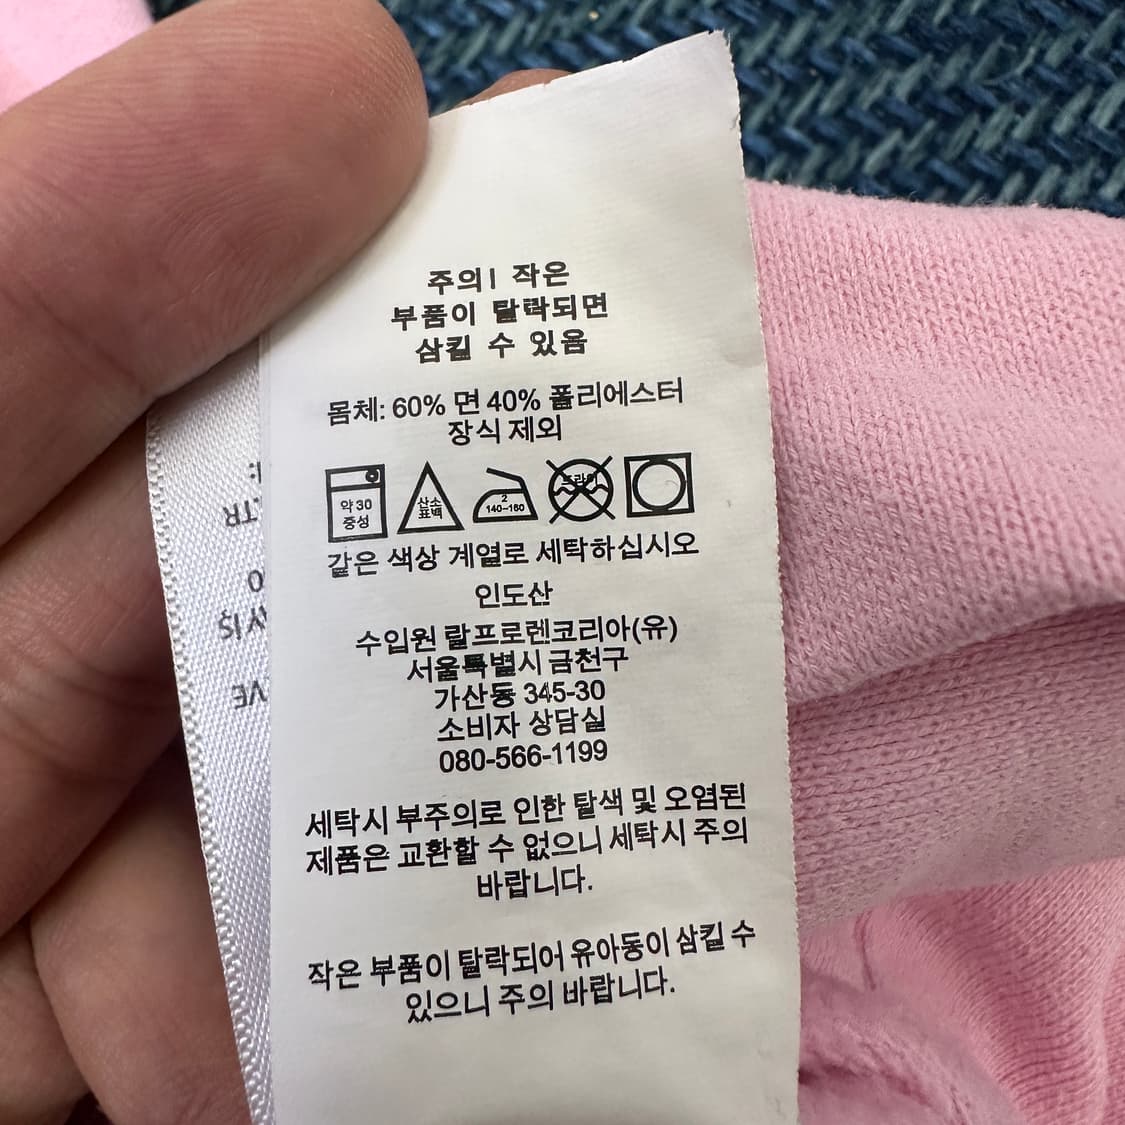 주의! 작은
부품이 탈락되면
삼킬 수 있음
몸체: 60% 면 40% 폴리에스터
장식 제외
약 30
중성
산소
표백
2
140-160
드라이
같은 색상 계열로 세탁하십시오
인도산
수입원 랄프로렌코리아(유)
서울특별시 금천구
가산동 345-30
소비자 상담실
080-566-1199
세탁시 부주의로 인한 탈색 및 오염된
제품은 교환할 수 없으니 세탁시 주의
바랍니다.
작은 부품이 탈락되어 유아동이 삼킬 수
있으니 주의 바랍니다.